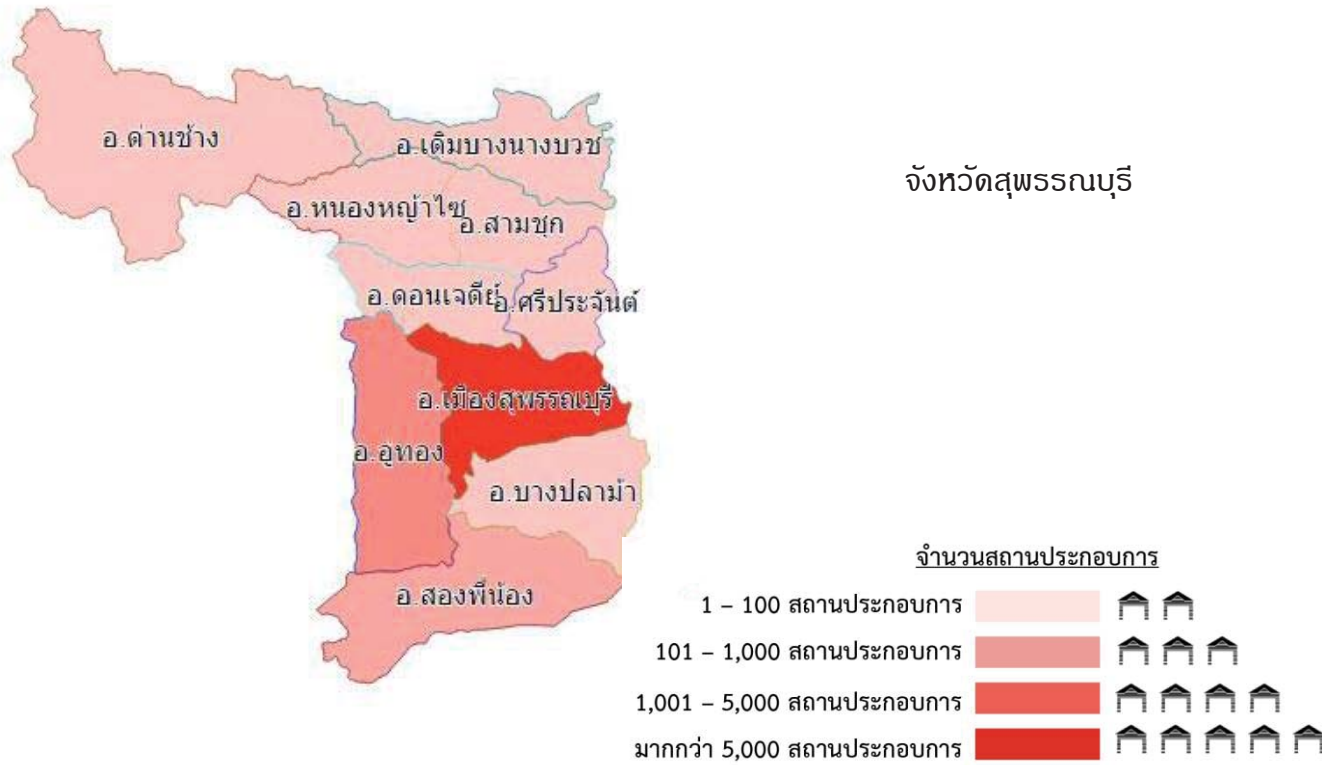 อ.ด่านช้าง
อ.เดิมบางนางบวช
จังหวัดสุพรรณบุรี
อ.หนองหญ้าไซ
อ.สามชุก
อ.ดอนเจดีย์
อ.ศรีประจันต์
อ.เมืองสุพรรณบุรี
อ.อู่ทอง
อ.บางปลาม้า
อ.สองพี่น้อง
จำนวนสถานประกอบการ
1 – 100 สถานประกอบการ
101 – 1,000 สถานประกอบการ
1,001 – 5,000 สถานประกอบการ
มากกว่า 5,000 สถานประกอบการ